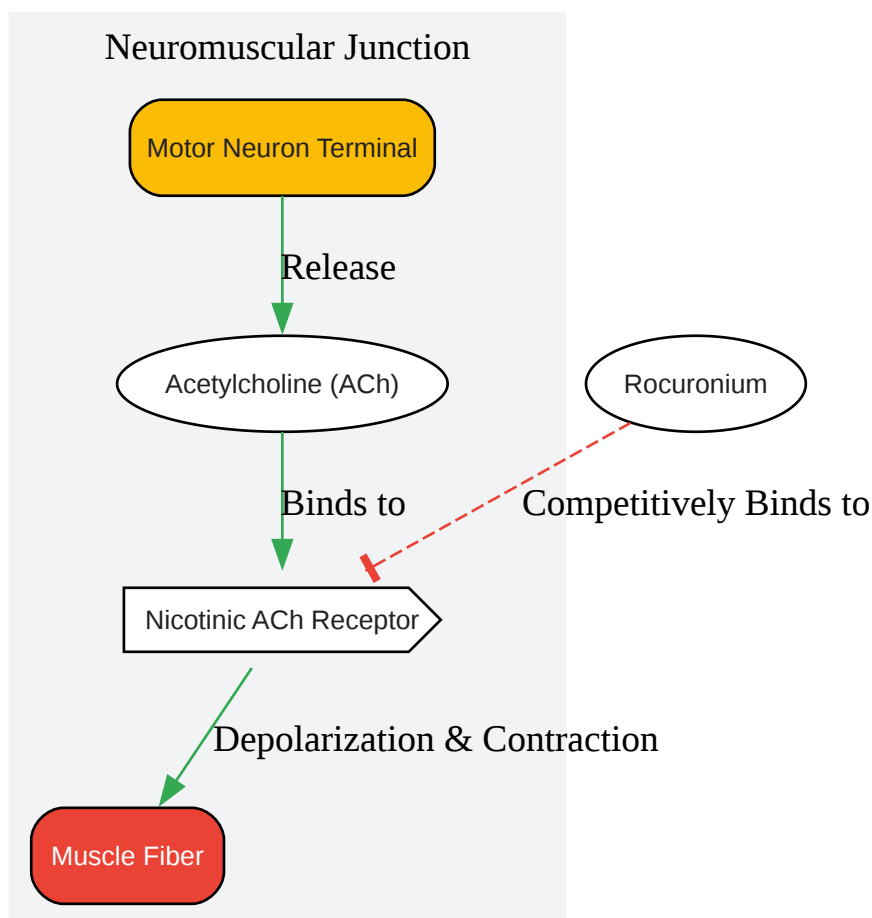 Neuromuscular Junction
Motor Neuron Terminal
Release
Acetylcholine (ACh)
Rocuronium
Binds to
Competitively Binds to
Nicotinic ACh Receptor
Depolarization & Contraction
Muscle Fiber